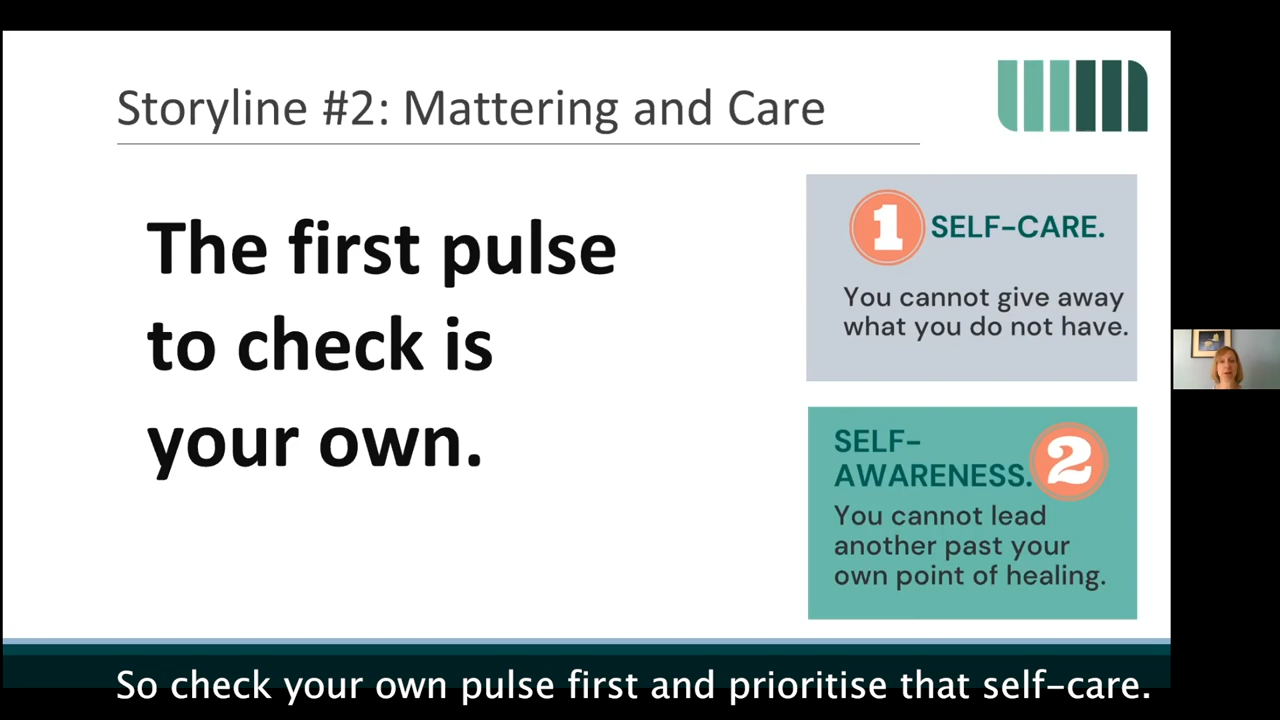 Storyline #2: Mattering and Care
The first pulse
to check is
your own.
1
SELF-CARE.
You cannot give away
what you do not have.
SELF-
AWARENESS.
2
You cannot lead
another past your
own point of healing.
So check your own pulse first and prioritise that self-care.